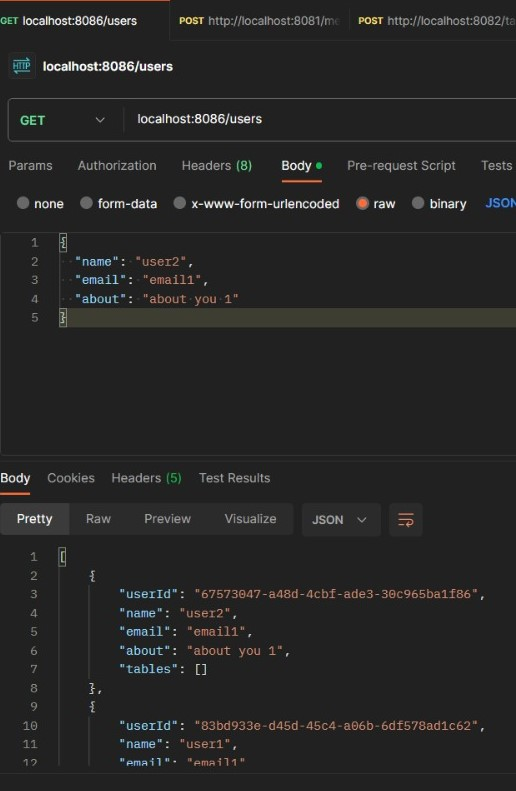 GET localhost:8086/users POST http://localhost:8081/me POST http://localhost:8082/ta
HTTP localhost:8086/users
GET localhost:8086/users
Params Authorization Headers (8) Body Pre-request Script Tests
none form-data x-www-form-urlencoded raw binary JSON
1 {
2 "name": "user2",
3 "email": "email1",
4 "about": "about you 1"
5 }
Body Cookies Headers (5) Test Results
Pretty Raw Preview Visualize JSON
1 [
2 {
3 "userId": "67573047-a48d-4cbf-ade3-30c965ba1f86",
4 "name": "user2",
5 "email": "email1",
6 "about": "about you 1",
7 "tables": []
8 },
9 {
10 "userId": "83bd933e-d45d-45c4-a06b-6df578ad1c62",
11 "name": "user1",
12 "email": "email1"